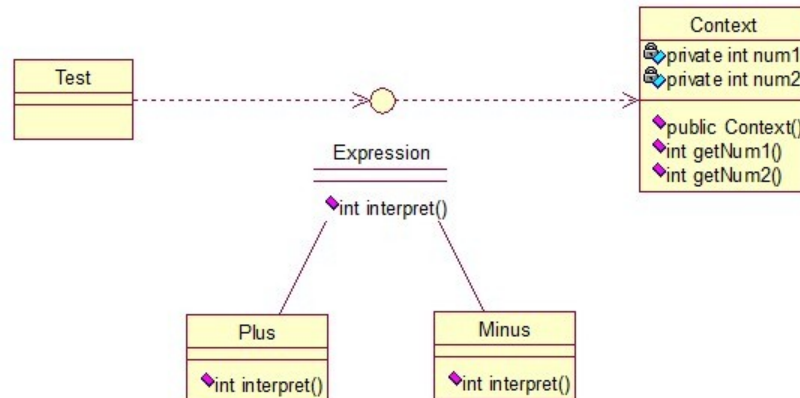 Context
private int num1
private int num2
public Context()
int getNum1()
int getNum2()
Test
Expression
int interpret()
Plus
int interpret()
Minus
int interpret()